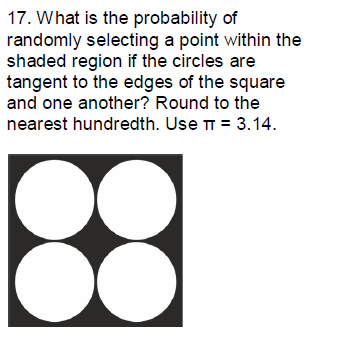 17. What is the probability of
randomly selecting a point within the
shaded region if the circles are
tangent to the edges of the square
and one another? Round to the
nearest hundredth. Use π = 3.14.